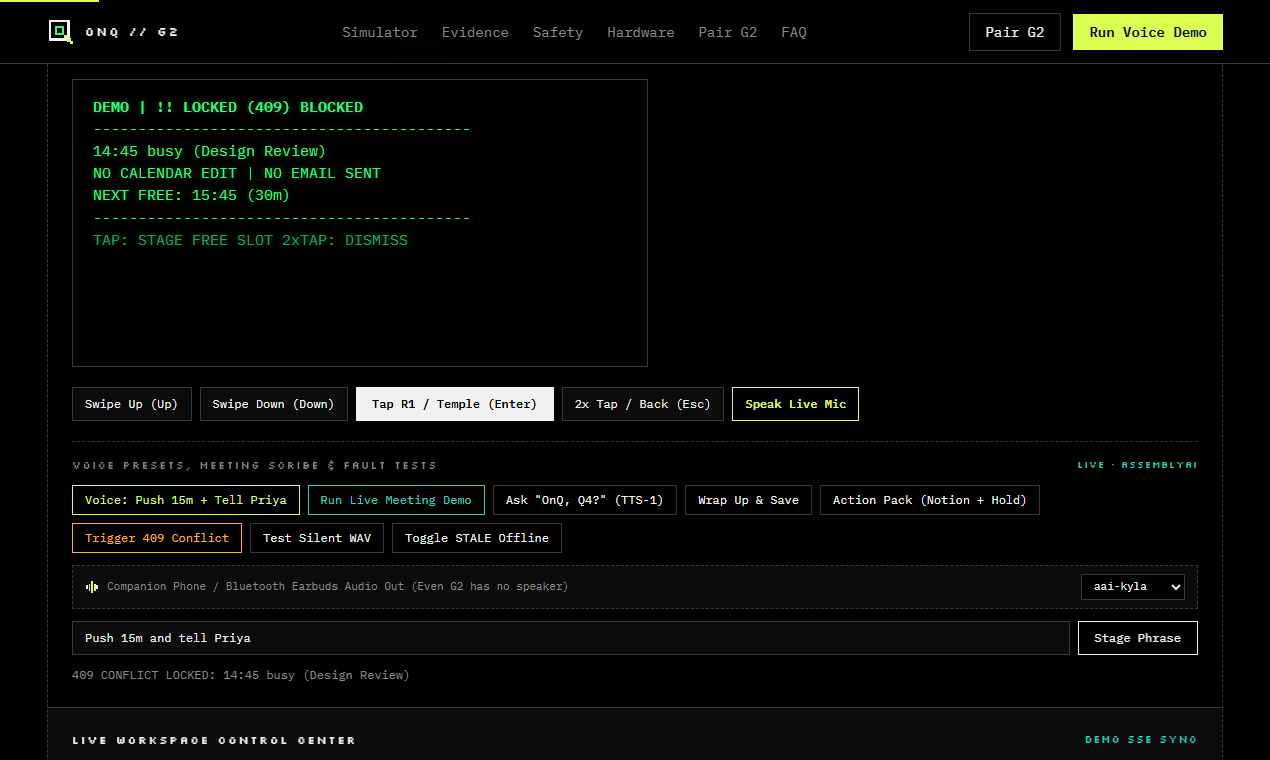 ONQ // G2
Simulator Evidence Safety Hardware Pair G2 FAQ
Pair G2
Run Voice Demo
DEMO | !! LOCKED (409) BLOCKED
------------------------------------------
14:45 busy (Design Review)
NO CALENDAR EDIT | NO EMAIL SENT
NEXT FREE: 15:45 (30m)
------------------------------------------
TAP: STAGE FREE SLOT 2xTAP: DISMISS
Swipe Up (Up) Swipe Down (Down) Tap R1 / Temple (Enter) 2x Tap / Back (Esc) Speak Live Mic
VOICE PRESETS, MEETING SCRIBE & FAULT TESTS
LIVE · ASSEMBLYAI
Voice: Push 15m + Tell Priya Run Live Meeting Demo Ask "OnQ, Q4?" (TTS-1) Wrap Up & Save Action Pack (Notion + Hold)
Trigger 409 Conflict Test Silent WAV Toggle STALE Offline
Companion Phone / Bluetooth Earbuds Audio Out (Even G2 has no speaker)
aai-kyla
Push 15m and tell Priya
Stage Phrase
409 CONFLICT LOCKED: 14:45 busy (Design Review)
LIVE WORKSPACE CONTROL CENTER
DEMO SSE SYNC